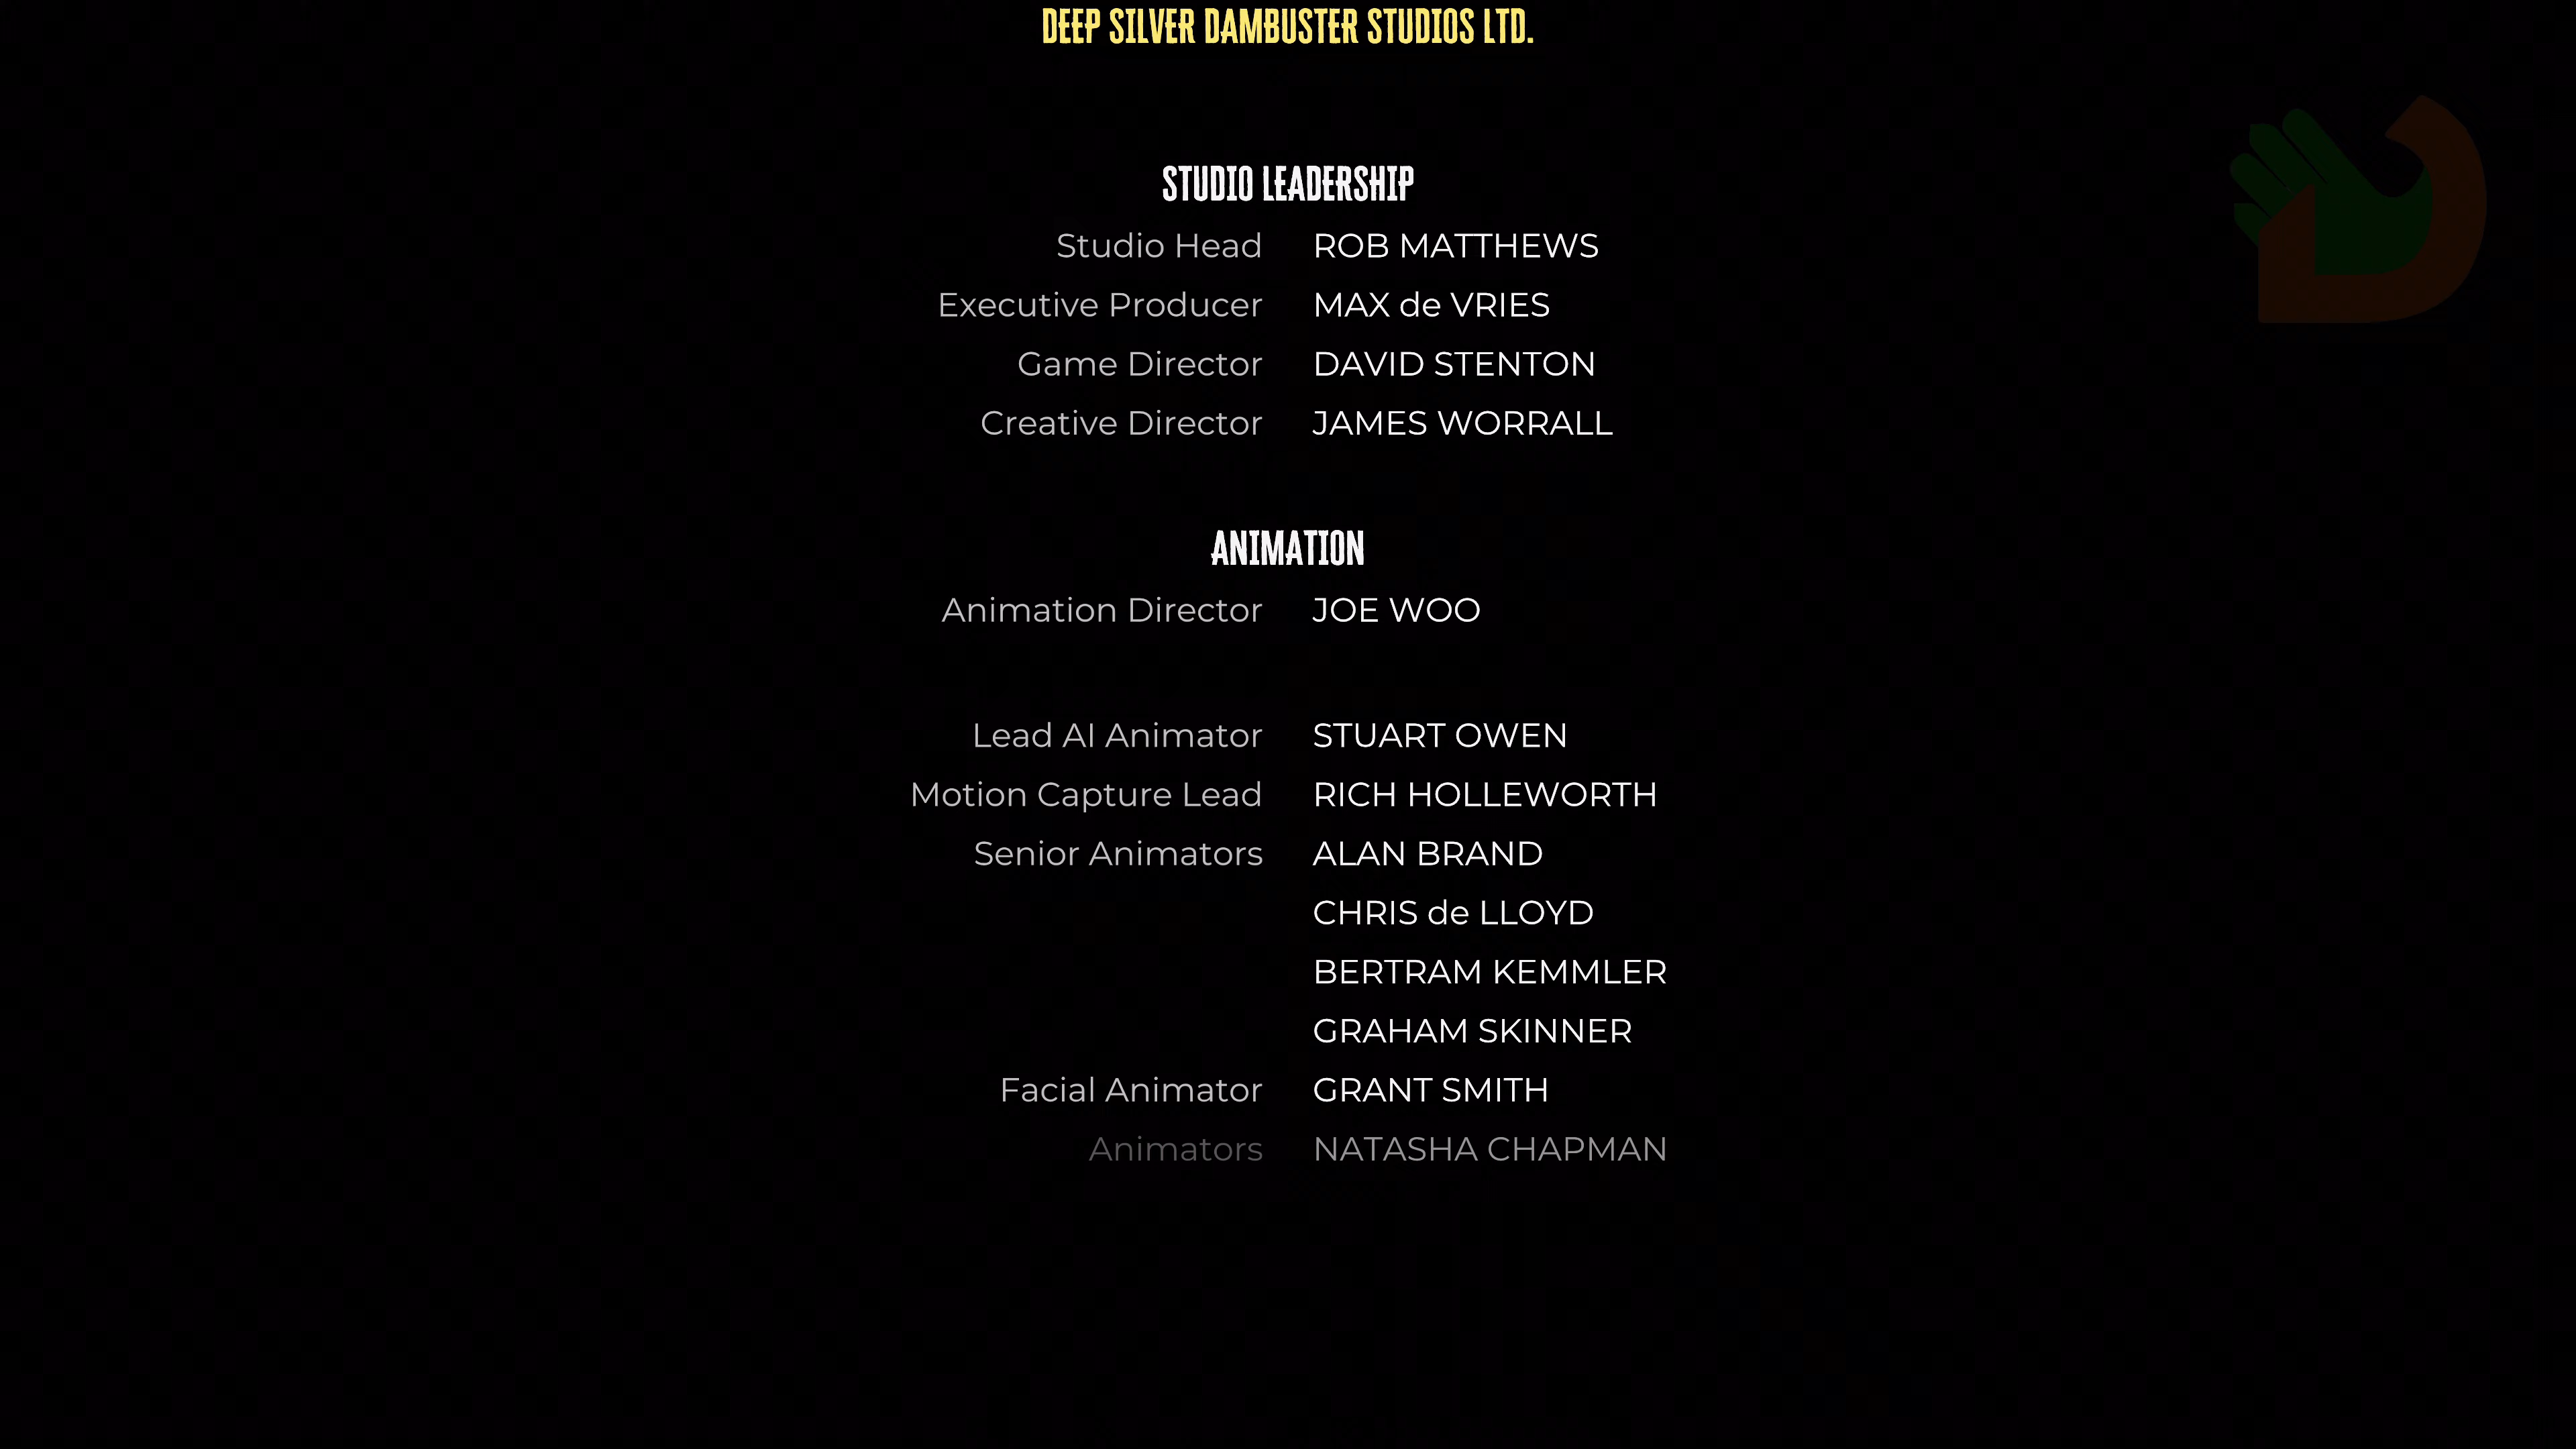 DEEP SILVER DAMBUSTER STUDIOS LTD.
STUDIO LEADERSHIP
Studio Head ROB MATTHEWS
Executive Producer MAX de VRIES
Game Director DAVID STENTON
Creative Director JAMES WORRALL
ANIMATION
Animation Director JOE WOO
Lead AI Animator STUART OWEN
Motion Capture Lead RICH HOLLEWORTH
Senior Animators ALAN BRAND
CHRIS de LLOYD
BERTRAM KEMMLER
GRAHAM SKINNER
Facial Animator GRANT SMITH
Animators NATASHA CHAPMAN